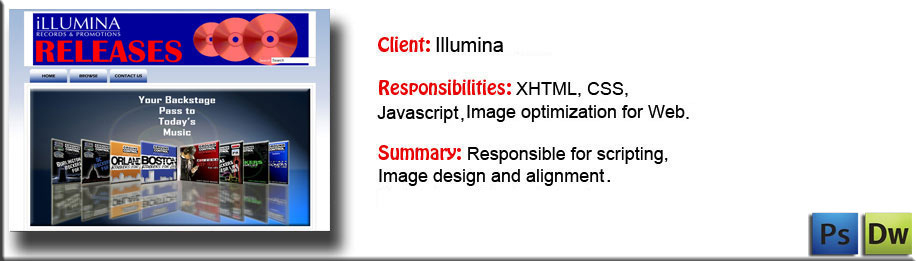 iLLUMINA
RECORDS & PROMOTIONS
RELEASES
Search
HOME BROWSE CONTACT US
Your Backstage
Pass to
Today's
Music
ORLANDO
BOSTON
Client: Illumina
Responsibilities: XHTML, CSS,
Javascript,Image optimization for Web.
Summary: Responsible for scripting,
Image design and alignment.
Ps Dw